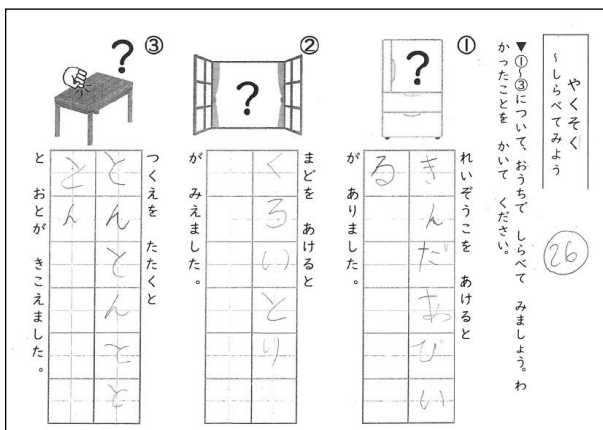 やくそく
~しらべてみよう
26
▼①~③について、おうちで しらべて みましょう。わ
かったことを かいて ください。
①
?
れいぞうこを あけると
きんだおびい
る
が ありました。
②
?
まどを あけると
くろいとり
が みえました。
③
?
つくえを たたくと
とんとんとと
とん
と おとが きこえました。